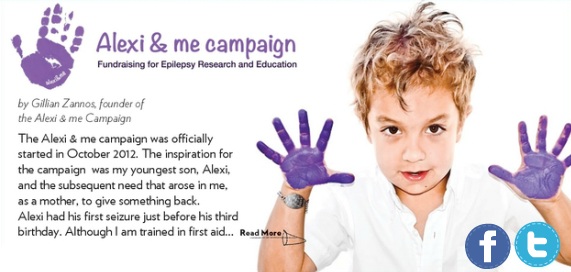 Alexi & me campaign
Fundraising for Epilepsy Research and Education
by Gillian Zannos, founder of
the Alexi & me Campaign
The Alexi & me campaign was officially
started in October 2012. The inspiration for
the campaign was my youngest son, Alexi,
and the subsequent need that arose in me,
as a mother, to give something back.
Alexi had his first seizure just before his third
birthday. Although I am trained in first aid... Read More
f t